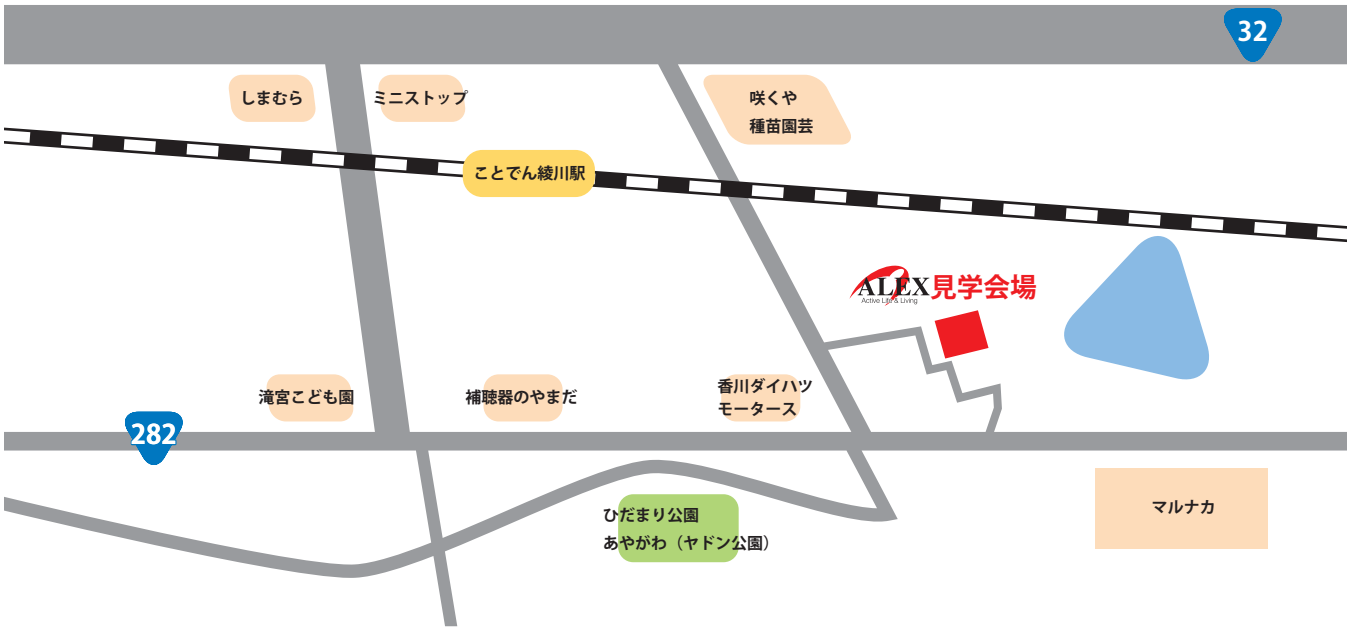 32
しまむら
ミニストップ
咲くや
種苗園芸
ことでん綾川駅
ALEX見学会場
Active Life & Living
滝宮こども園
補聴器のやまだ
香川ダイハツ
モータース
282
ひだまり公園
あやがわ（ヤドン公園）
マルナカ